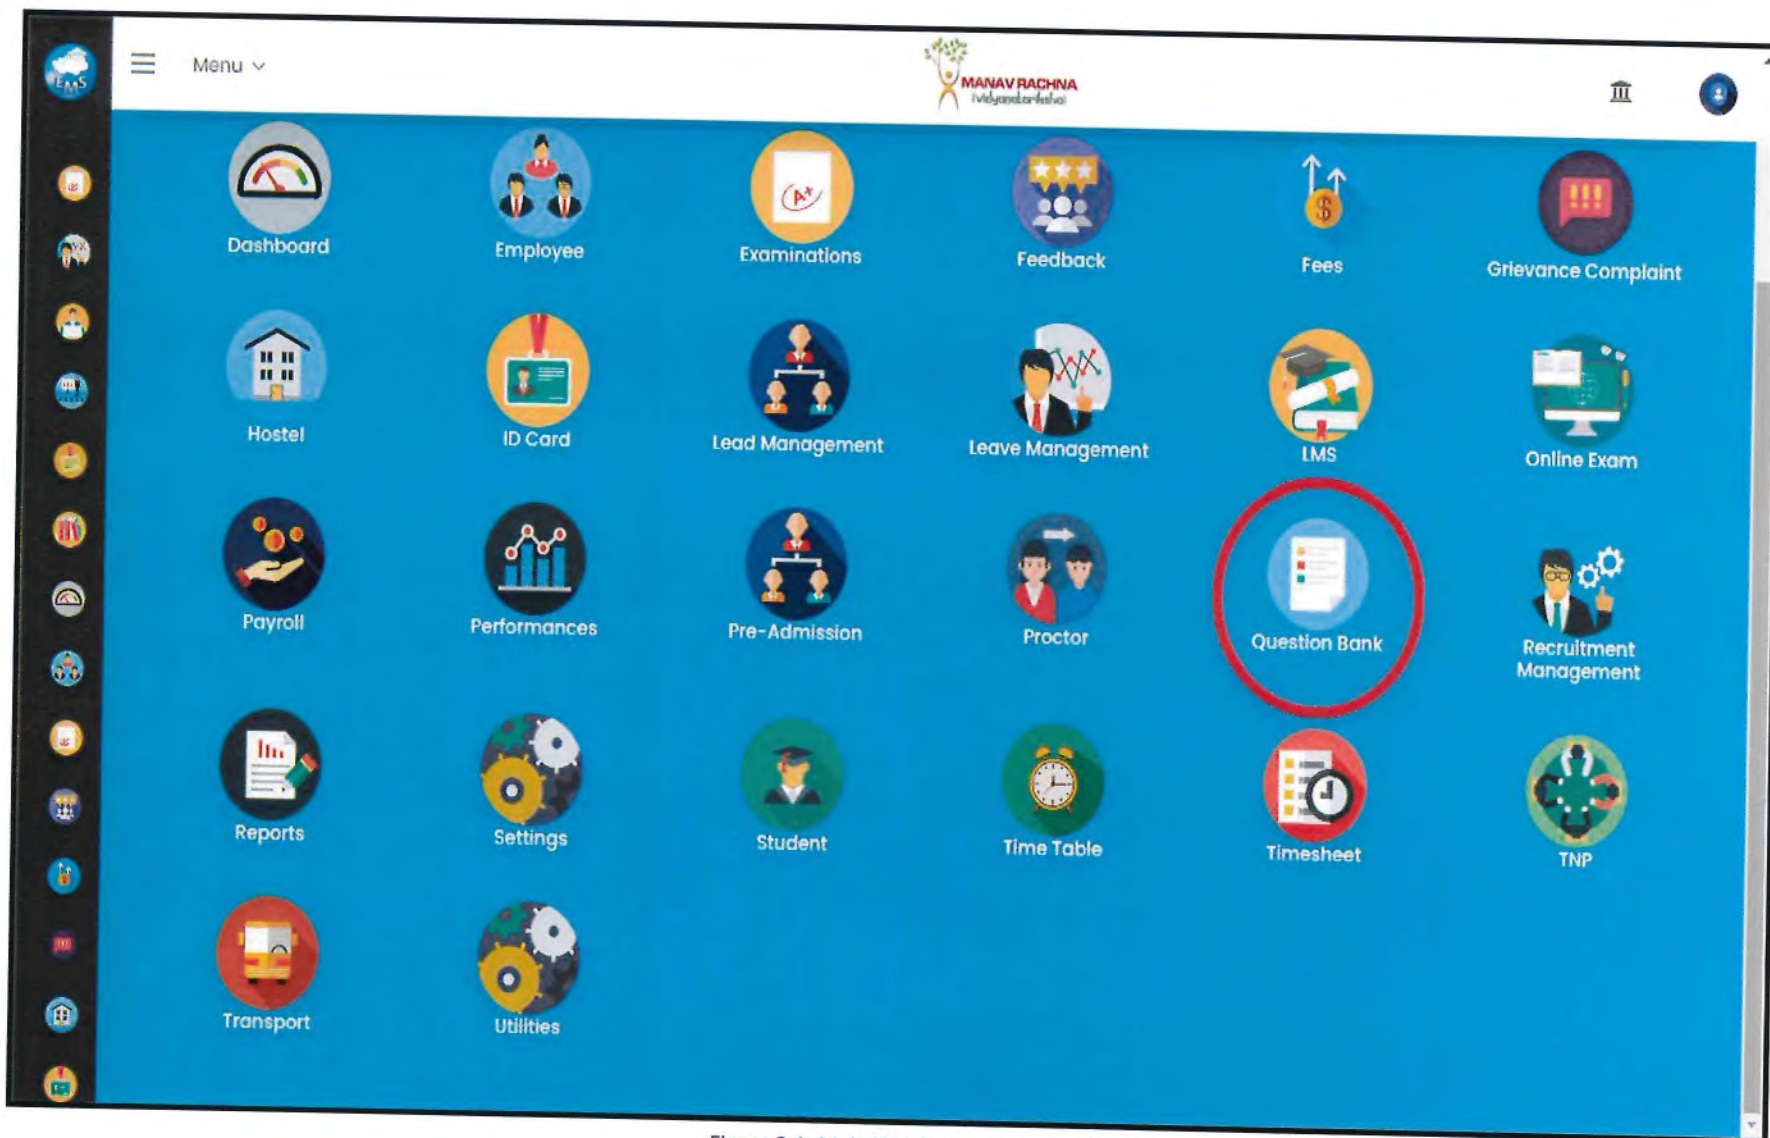 EMS
Menu
MANAV RACHNA
Dashboard
Employee
Examinations
Feedback
Fees
Grievance Complaint
Hostel
ID Card
Lead Management
Leave Management
LMS
Online Exam
Payroll
Performances
Pre-Admission
Proctor
Question Bank
Recruitment
Management
Reports
Settings
Student
Time Table
Timesheet
TNP
Transport
Utilities
A+